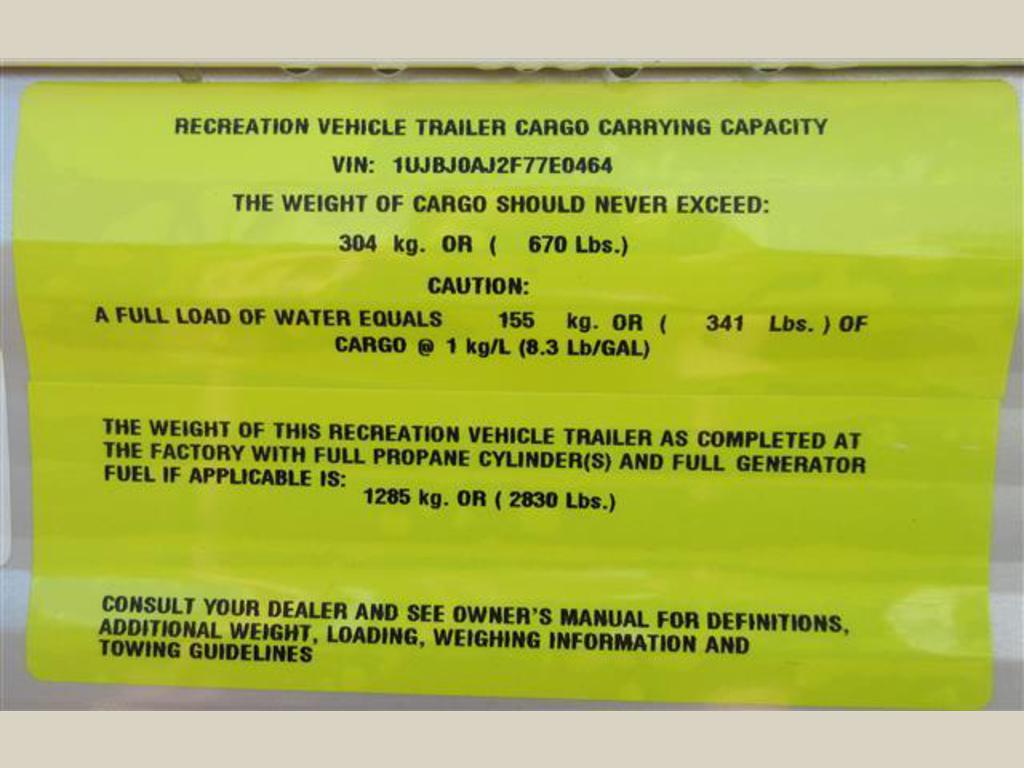 RECREATION VEHICLE TRAILER CARGO CARRYING CAPACITY
VIN: 1UJBJ0AJ2F77E0464
THE WEIGHT OF CARGO SHOULD NEVER EXCEED:
304 kg. OR ( 670 Lbs.)
CAUTION:
A FULL LOAD OF WATER EQUALS 155 kg. OR ( 341 Lbs. ) OF
CARGO @ 1 kg/L (8.3 Lb/GAL)
THE WEIGHT OF THIS RECREATION VEHICLE TRAILER AS COMPLETED AT
THE FACTORY WITH FULL PROPANE CYLINDER(S) AND FULL GENERATOR
FUEL IF APPLICABLE IS:
1285 kg. OR ( 2830 Lbs.)
CONSULT YOUR DEALER AND SEE OWNER'S MANUAL FOR DEFINITIONS,
ADDITIONAL WEIGHT, LOADING, WEIGHING INFORMATION AND
TOWING GUIDELINES